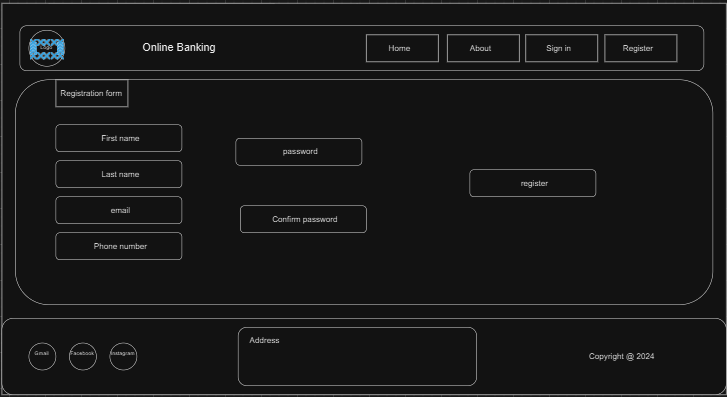 Logo
Online Banking
Home
About
Sign in
Register
Registration form
First name
Last name
email
Phone number
password
Confirm password
register
Gmail
Facebook
Instagram
Address
Copyright @ 2024